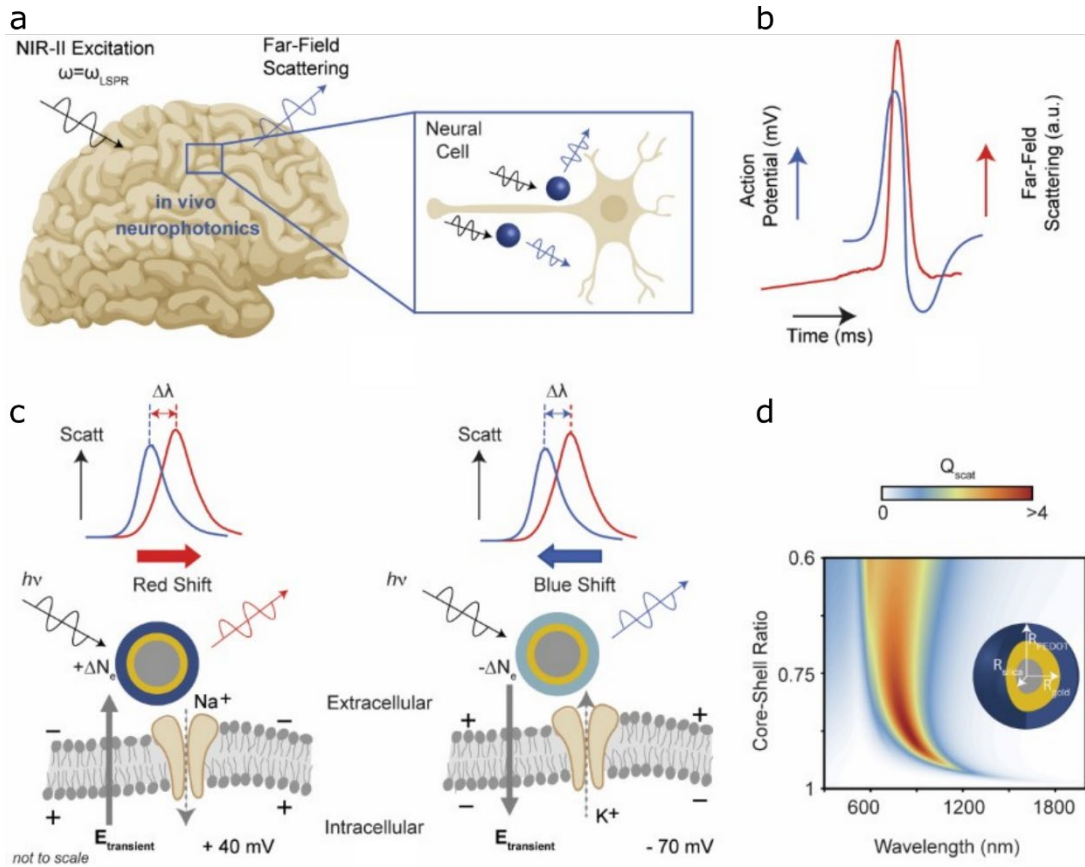 a
NIR-II Excitation
ω=ω_LSPR
Far-Field
Scattering
in vivo
neurophotonics
Neural
Cell
b
Action
Potential (mV)
Far-Feld
Scattering (a.u.)
Time (ms)
c
Δλ
Scatt
Red Shift
hν
+ΔN_e
Na⁺
−
−
+
+
E_transient
+ 40 mV
not to scale
Extracellular
Intracellular
Δλ
Scatt
Blue Shift
hν
-ΔN_e
+
+
−
−
K⁺
E_transient
- 70 mV
d
Q_scat
0
>4
0.6
0.75
1
Core-Shell Ratio
R_PEDOT
R_silica
R_gold
600
1200
1800
Wavelength (nm)